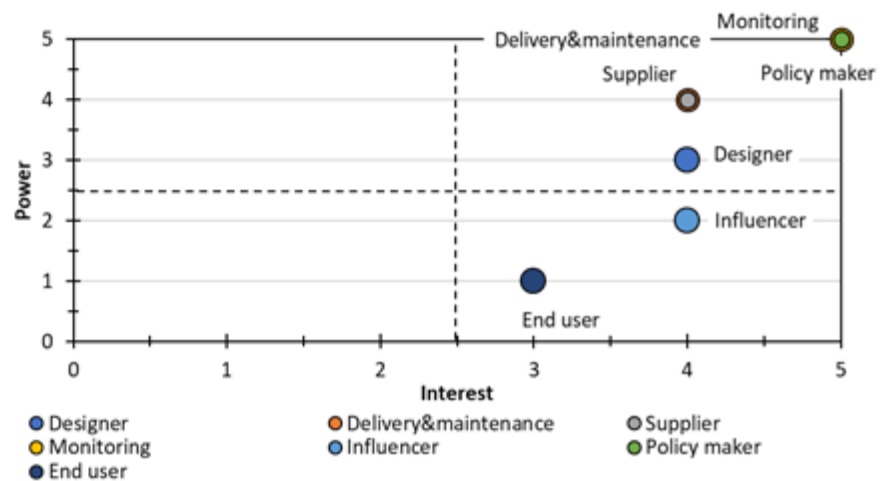 Monitoring
5 Delivery&maintenance
Supplier Policy maker
4
Designer
3
Power
Influencer
2
1
End user
0
0 1 2 3 4 5
Interest
Designer Delivery&maintenance Supplier
Monitoring Influencer Policy maker
End user